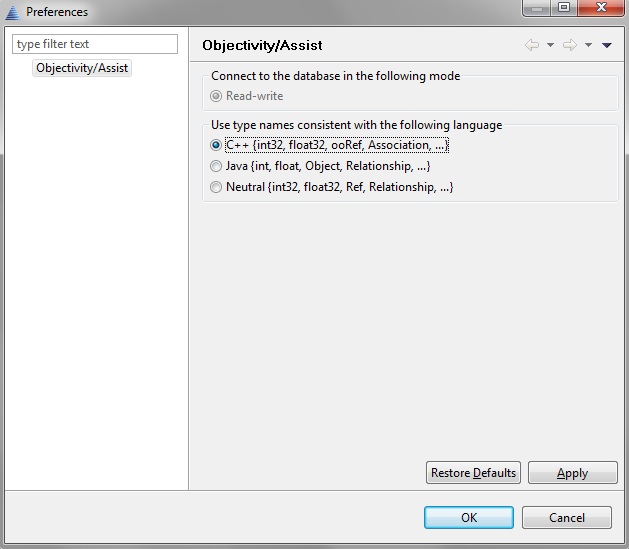 Preferences
type filter text
Objectivity/Assist
Objectivity/Assist
Connect to the database in the following mode
Read-write
Use type names consistent with the following language
C++ {int32, float32, ooRef, Association, ...}
Java {int, float, Object, Relationship, ...}
Neutral {int32, float32, Ref, Relationship, ...}
Restore Defaults
Apply
OK
Cancel